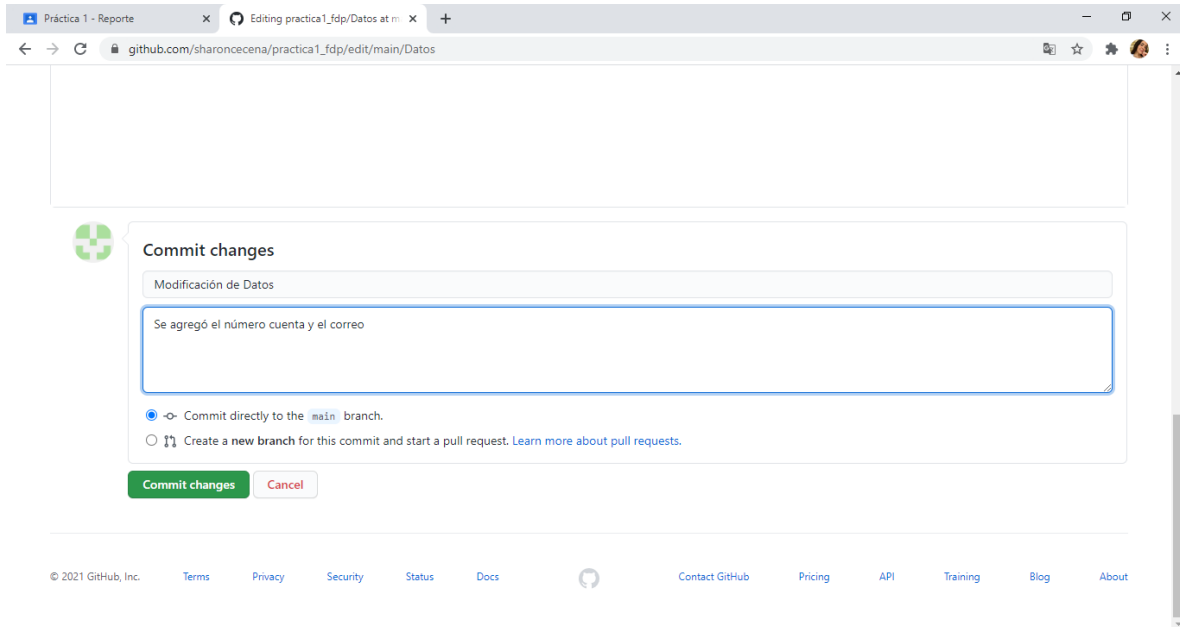 Práctica 1 - Reporte
Editing practica1_fdp/Datos at m
github.com/sharoncecena/practica1_fdp/edit/main/Datos
Commit changes
Modificación de Datos
Se agregó el número cuenta y el correo
Commit directly to the main branch.
Create a new branch for this commit and start a pull request. Learn more about pull requests.
Commit changes Cancel
© 2021 GitHub, Inc. Terms Privacy Security Status Docs Contact GitHub Pricing API Training Blog About